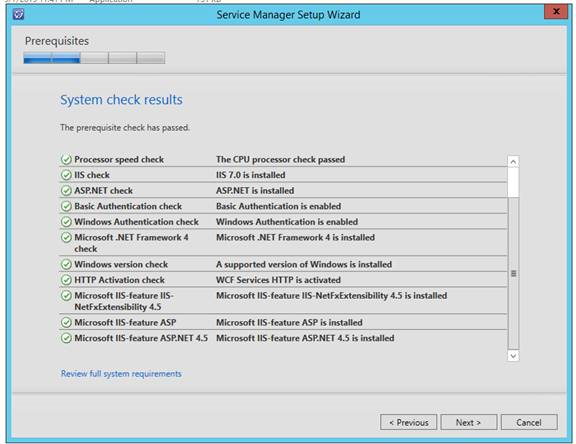 Service Manager Setup Wizard
x
Prerequisites
System check results
The prerequisite check has passed.
Processor speed check The CPU processor check passed
IIS check IIS 7.0 is installed
ASP.NET check ASP.NET is installed
Basic Authentication check Basic Authentication is enabled
Windows Authentication check Windows Authentication is enabled
Microsoft .NET Framework 4 Microsoft .NET Framework 4 is installed
check
Windows version check A supported version of Windows is installed
HTTP Activation check WCF Services HTTP is activated
Microsoft IIS-feature IIS- Microsoft IIS-feature IIS-NetFxExtensibility 4.5 is installed
NetFxExtensibility 4.5
Microsoft IIS-feature ASP Microsoft IIS-feature ASP is installed
Microsoft IIS-feature ASP.NET 4.5 Microsoft IIS-feature ASP.NET 4.5 is installed
Review full system requirements
< Previous Next > Cancel